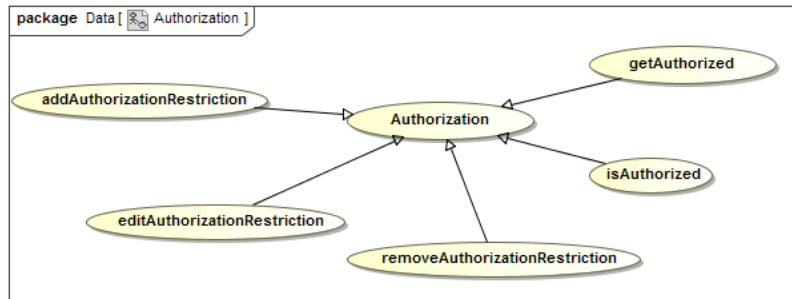 package Data [ Authorization ]
getAuthorized
addAuthorizationRestriction
Authorization
isAuthorized
editAuthorizationRestriction
removeAuthorizationRestriction